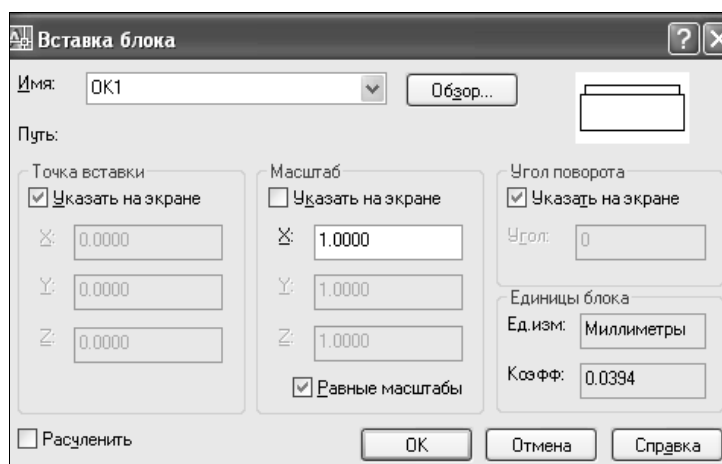 Вставка блока
Имя: ОК1 Обзор...
Путь:
Точка вставки
Указать на экране
X: 0.0000
Y: 0.0000
Z: 0.0000
Масштаб
Указать на экране
X: 1.0000
Y: 1.0000
Z: 1.0000
Равные масштабы
Угол поворота
Указать на экране
Угол: 0
Единицы блока
Ед.изм: Миллиметры
Коэфф: 0.0394
Расчленить
ОК Отмена Справка